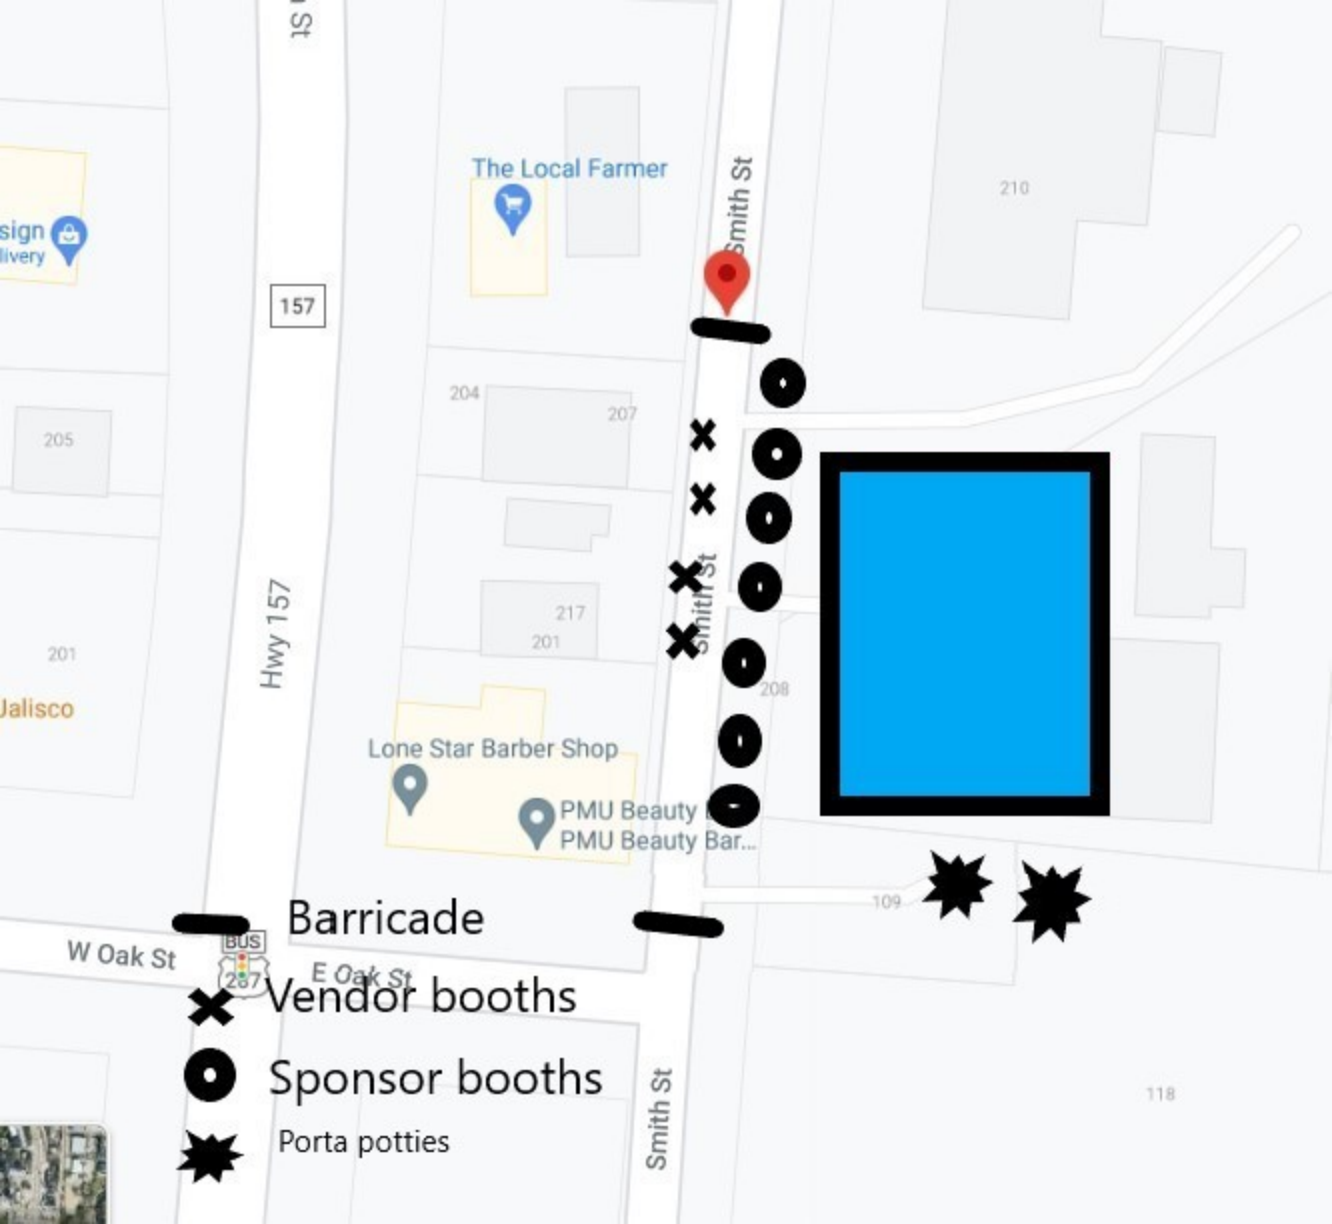 St
The Local Farmer
Smith St
210
sign
livery
157
204
207
205
Hwy 157
Smith St
217
201
201
208
Jalisco
Lone Star Barber Shop
PMU Beauty
PMU Beauty Bar...
109
Barricade
BUS
W Oak St
287
E Oak St
Vendor booths
Sponsor booths
118
Smith St
Porta potties